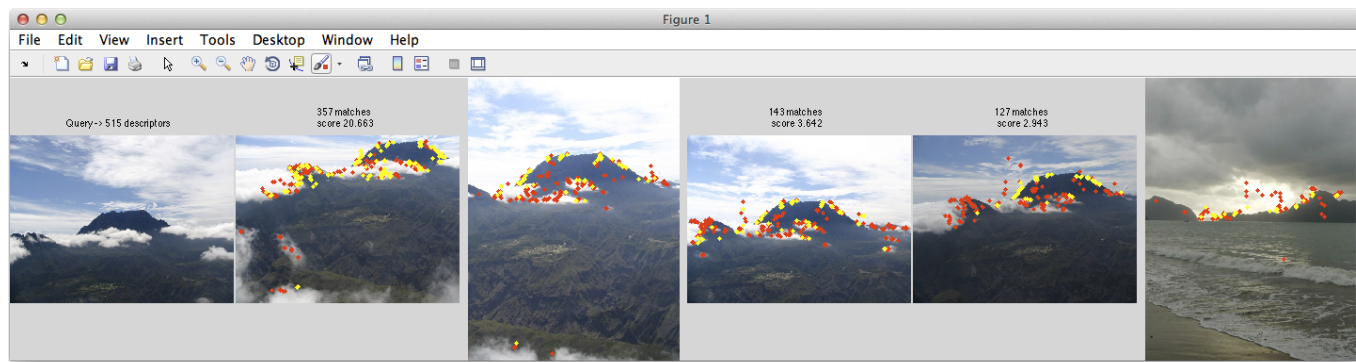 Figure 1
File Edit View Insert Tools Desktop Window Help
Query-> 515 descriptors
357 matches
score 20.663
143 matches
score 3.642
127 matches
score 2.943